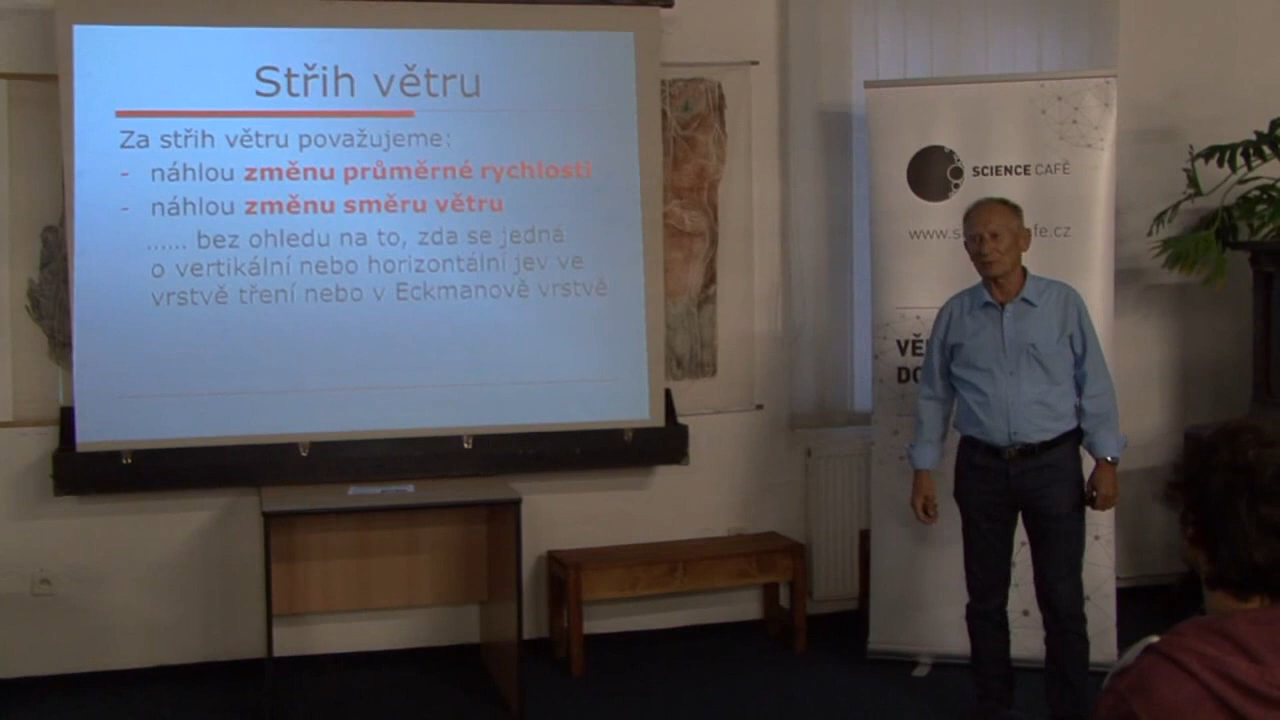 Střih větru
Za střih větru považujeme:
- náhlou změnu průměrné rychlosti
- náhlou změnu směru větru
...... bez ohledu na to, zda se jedná
o vertikální nebo horizontální jev ve
vrstvě tření nebo v Eckmanově vrstvě
SCIENCE CAFÉ